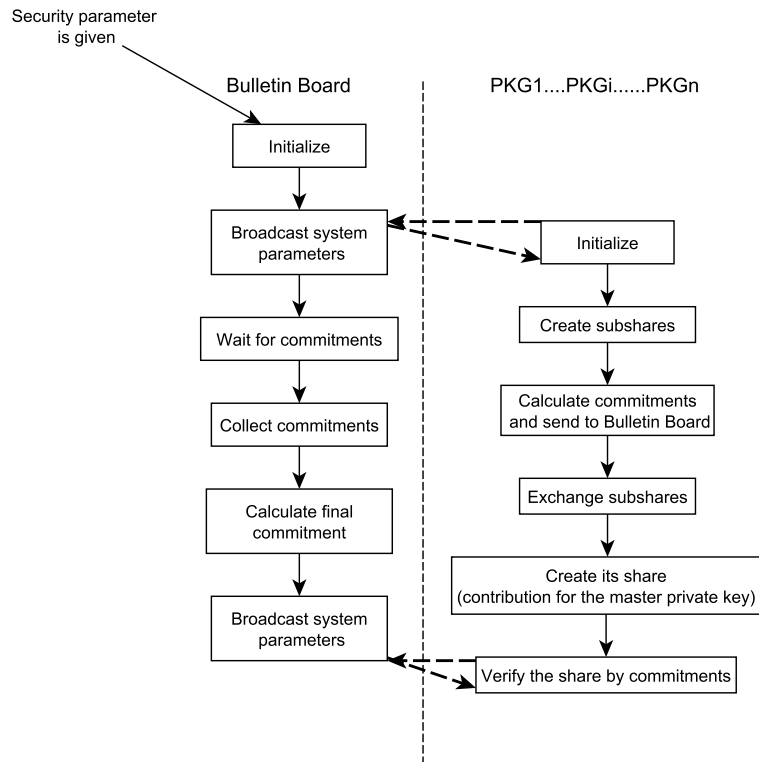 Security parameter
is given
Bulletin Board
PKG1....PKGi......PKGn
Initialize
Broadcast system
parameters
Wait for commitments
Collect commitments
Calculate final
commitment
Broadcast system
parameters
Initialize
Create subshares
Calculate commitments
and send to Bulletin Board
Exchange subshares
Create its share
(contribution for the master private key)
Verify the share by commitments